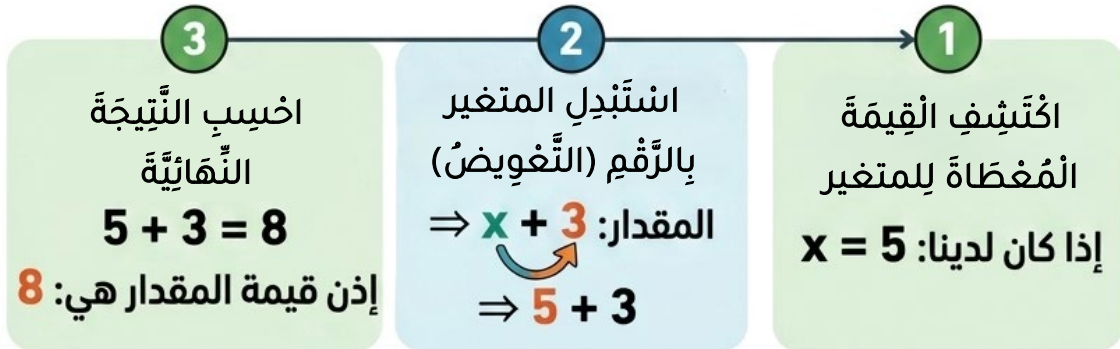 1
اكْتَشِفِ الْقِيمَةَ
الْمُعْطَاةَ لِلمتغير
إذا كان لدينا: x = 5
2
اسْتَبْدِلِ المتغير
بِالرَّقْمِ (التَّعْوِيضُ)
المقدار: x + 3 ⇒
⇒ 5 + 3
3
احْسِبِ النَّتِيجَةَ
النِّهَائِيَّةَ
5 + 3 = 8
إذن قيمة المقدار هي: 8